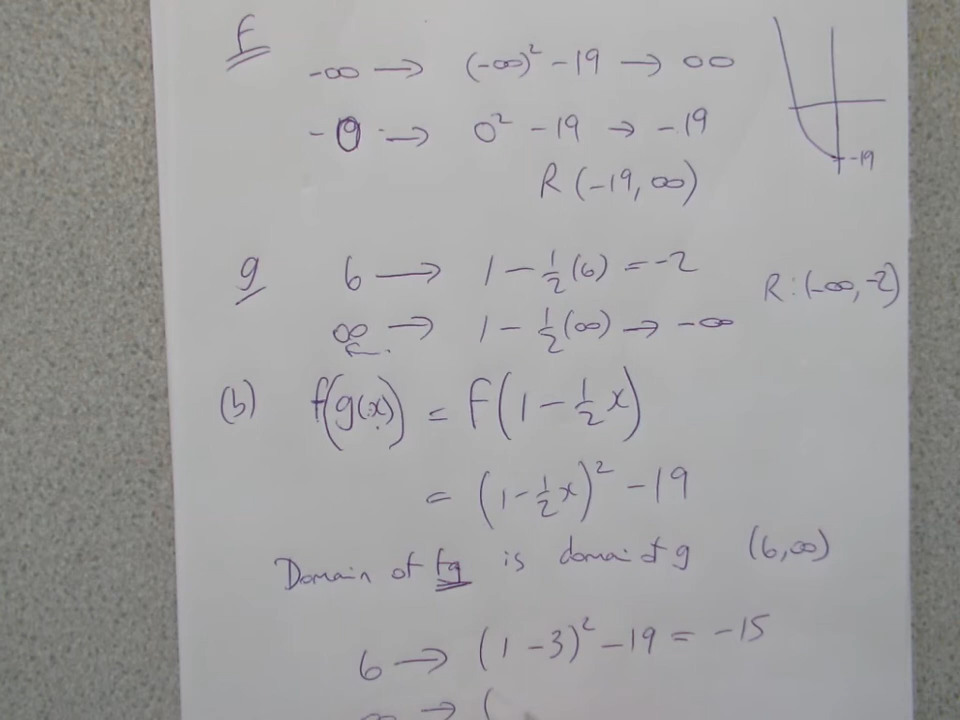 f
-∞ → (-∞)² - 19 → ∞
- 0 → 0² - 19 → -19
-19
R (-19, ∞)
g 6 → 1 - 1/2(6) = -2
R : (-∞, -2)
∞ → 1 - 1/2(∞) → -∞
(b) f(g(x)) = f(1 - 1/2x)
= (1 - 1/2x)² - 19
Domain of fg is domain of g (6, ∞)
6 → (1 - 3)² - 19 = -15
∞ → (